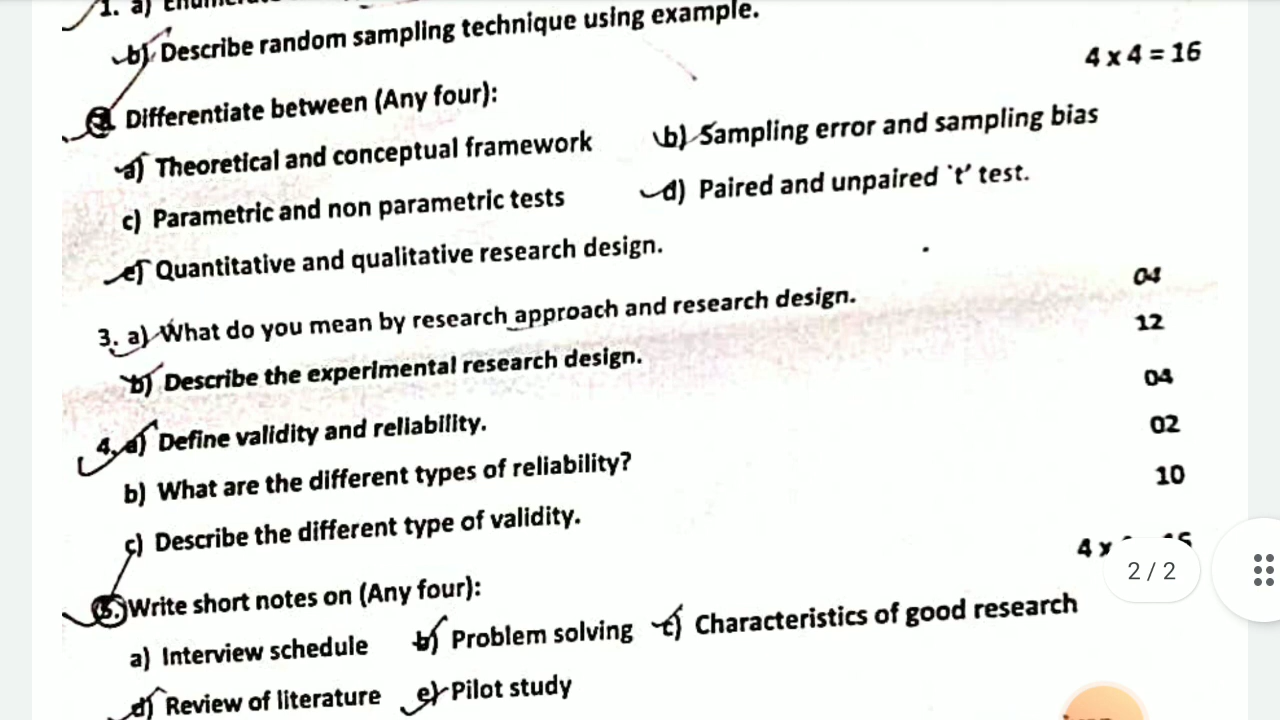 1. a)
b) Describe random sampling technique using example.
4 x 4 = 16
Differentiate between (Any four):
a) Theoretical and conceptual framework b) Sampling error and sampling bias
c) Parametric and non parametric tests d) Paired and unpaired `t' test.
e) Quantitative and qualitative research design.
3. a) What do you mean by research approach and research design. 04
b) Describe the experimental research design. 12
4. a) Define validity and reliability. 04
b) What are the different types of reliability? 02
c) Describe the different type of validity. 10
5. Write short notes on (Any four): 4 x
2 / 2
a) Interview schedule b) Problem solving c) Characteristics of good research
d) Review of literature e) Pilot study